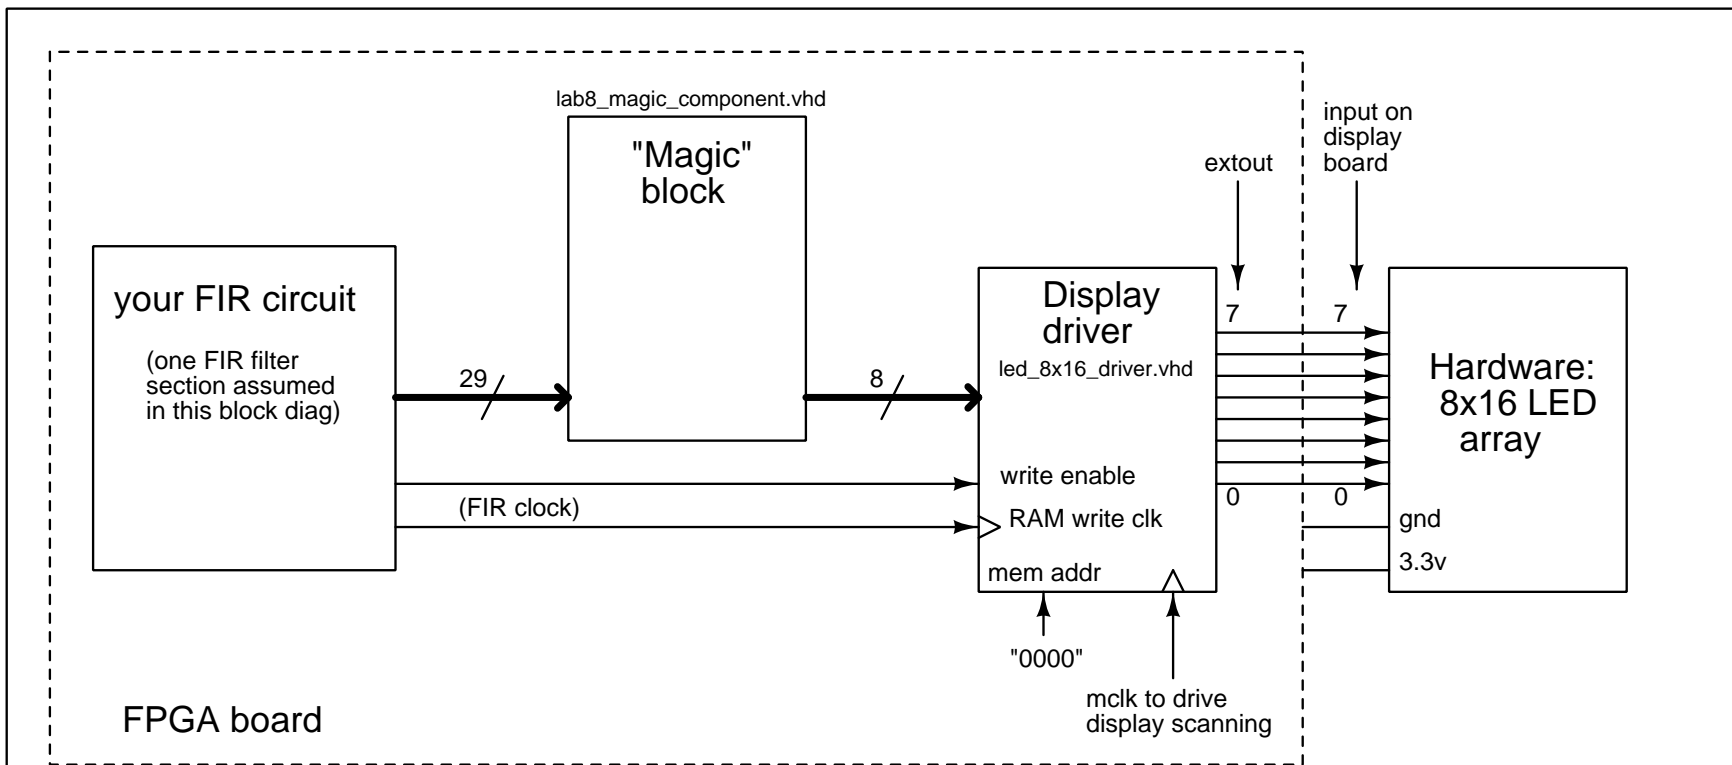 lab8_magic_component.vhd
"Magic"
block
input on
display
board
extout
your FIR circuit
(one FIR filter
section assumed
in this block diag)
29
8
Display
driver
led_8x16_driver.vhd
7
7
Hardware:
8x16 LED
array
write enable
0
0
(FIR clock)
RAM write clk
gnd
mem addr
3.3v
"0000"
mclk to drive
display scanning
FPGA board